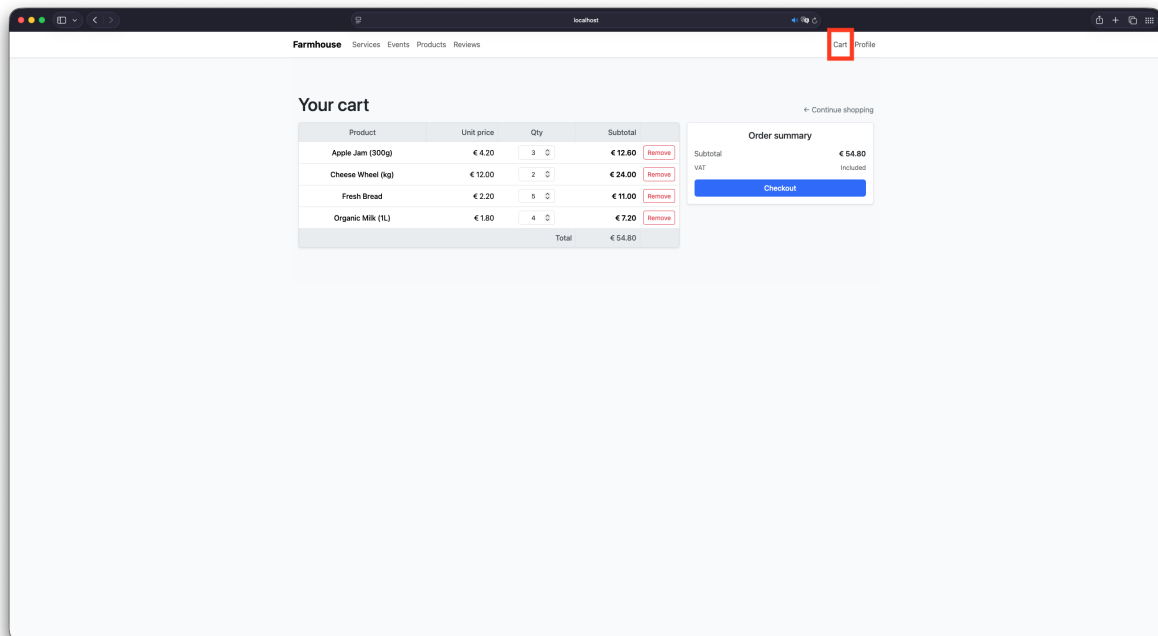 localhost
Farmhouse Services Events Products Reviews Cart Profile
Your cart
← Continue shopping
Product Unit price Qty Subtotal
Apple Jam (300g) € 4.20 3 € 12.60 Remove
Cheese Wheel (kg) € 12.00 2 € 24.00 Remove
Fresh Bread € 2.20 5 € 11.00 Remove
Organic Milk (1L) € 1.80 4 € 7.20 Remove
Total € 54.80
Order summary
Subtotal € 54.80
VAT Included
Checkout